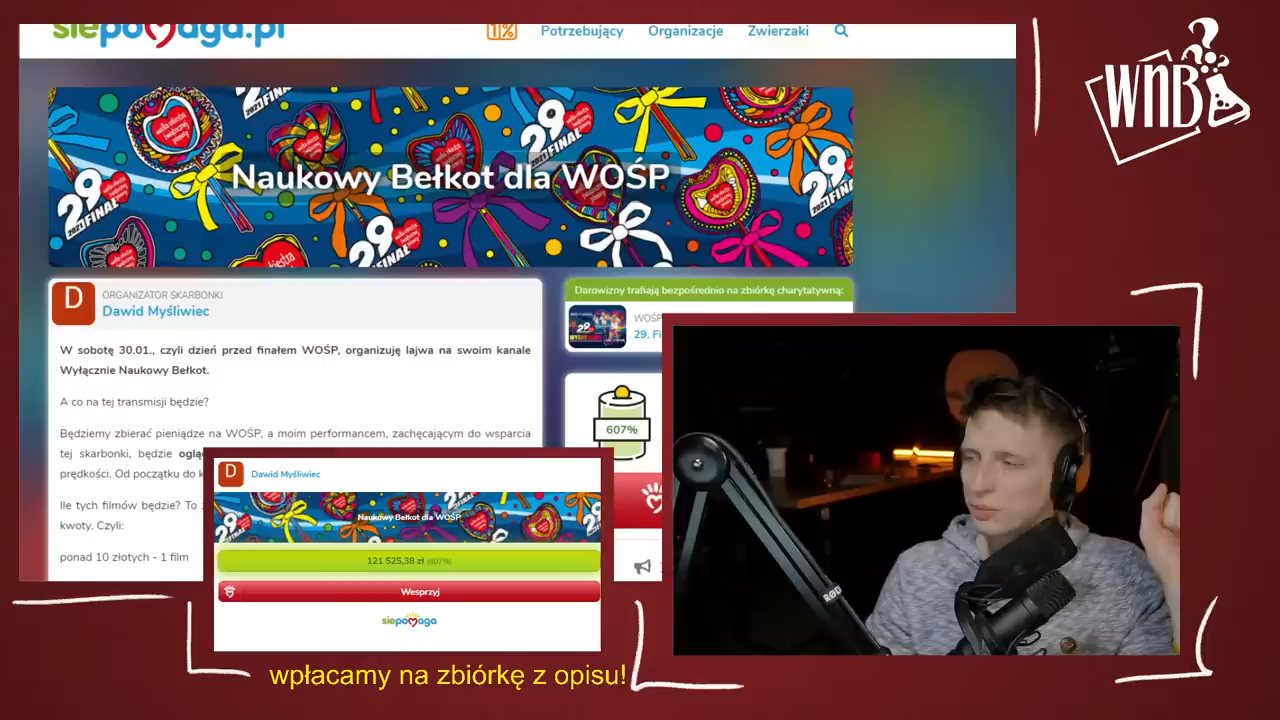 siepomaga.pl
1%
Potrzebujący
Organizacje
Zwierzaki
WNB
Naukowy Bełkot dla WOŚP
29
FINAŁ
2021
D
ORGANIZATOR SKARBONKI
Dawid Myśliwiec
Darowizny trafiają bezpośrednio na zbiórkę charytatywną:
WOŚP
29. Fi
W sobotę 30.01., czyli dzień przed finałem WOŚP, organizuję lajwa na swoim kanale
Wyłącznie Naukowy Bełkot.
A co na tej transmisji będzie?
Będziemy zbierać pieniądze na WOŚP, a moim performancem, zachęcającym do wsparcia
tej skarbonki, będzie oglą
prędkości. Od początku do k
Ile tych filmów będzie? To
kwoty. Czyli:
ponad 10 złotych - 1 film
607%
D
Dawid Myśliwiec
Naukowy Bełkot dla WOŚP
121 525,38 zł (607%)
Wesprzyj
siepomaga
RØDE
wpłacamy na zbiórkę z opisu!